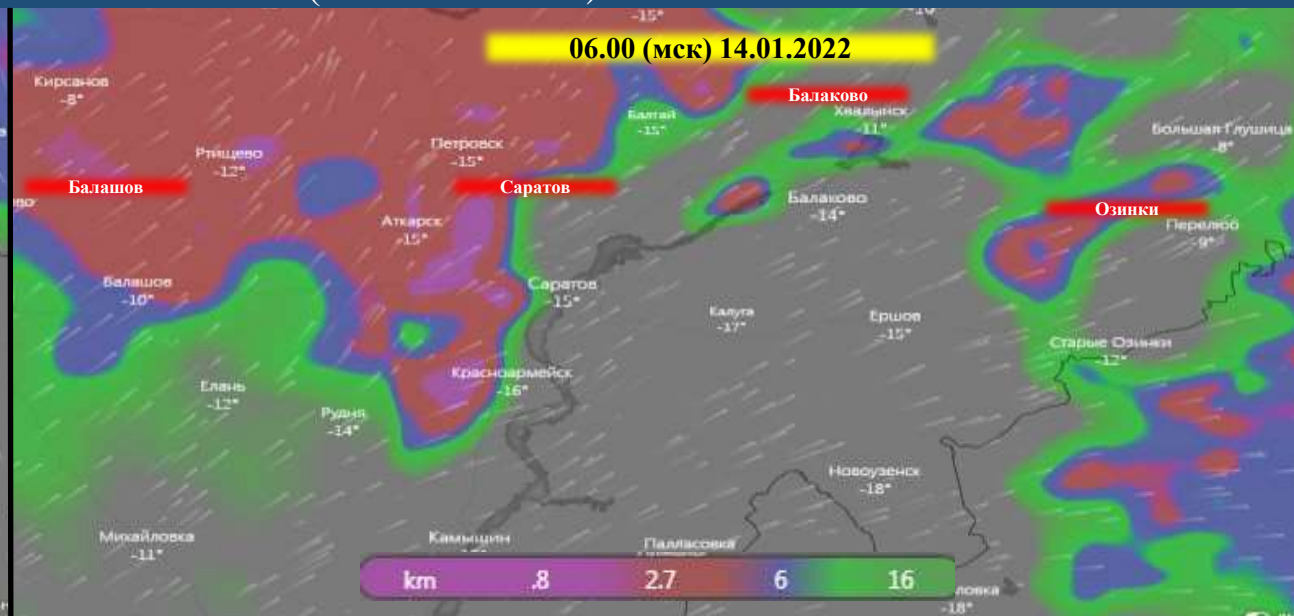 -15°
06.00 (мск) 14.01.2022
Кирсанов
-8°
Балаково
Хвалынск
-11°
Балтай
-15°
Большая Глушица
-8°
Петровск
-15°
Ртищево
-12°
Балашов
Саратов
Балаково
-14°
Озинки
Перелюб
-9°
Аткарск
-15°
Балашов
-10°
Саратов
-15°
Калуга
-17°
Ершов
-15°
Старые Озинки
-12°
Красноармейск
-16°
Елань
-12°
Рудня
-14°
Новоузенск
-18°
Михайловка
-11°
Камышин
Палласовка
km .8 2.7 6 16
-18°